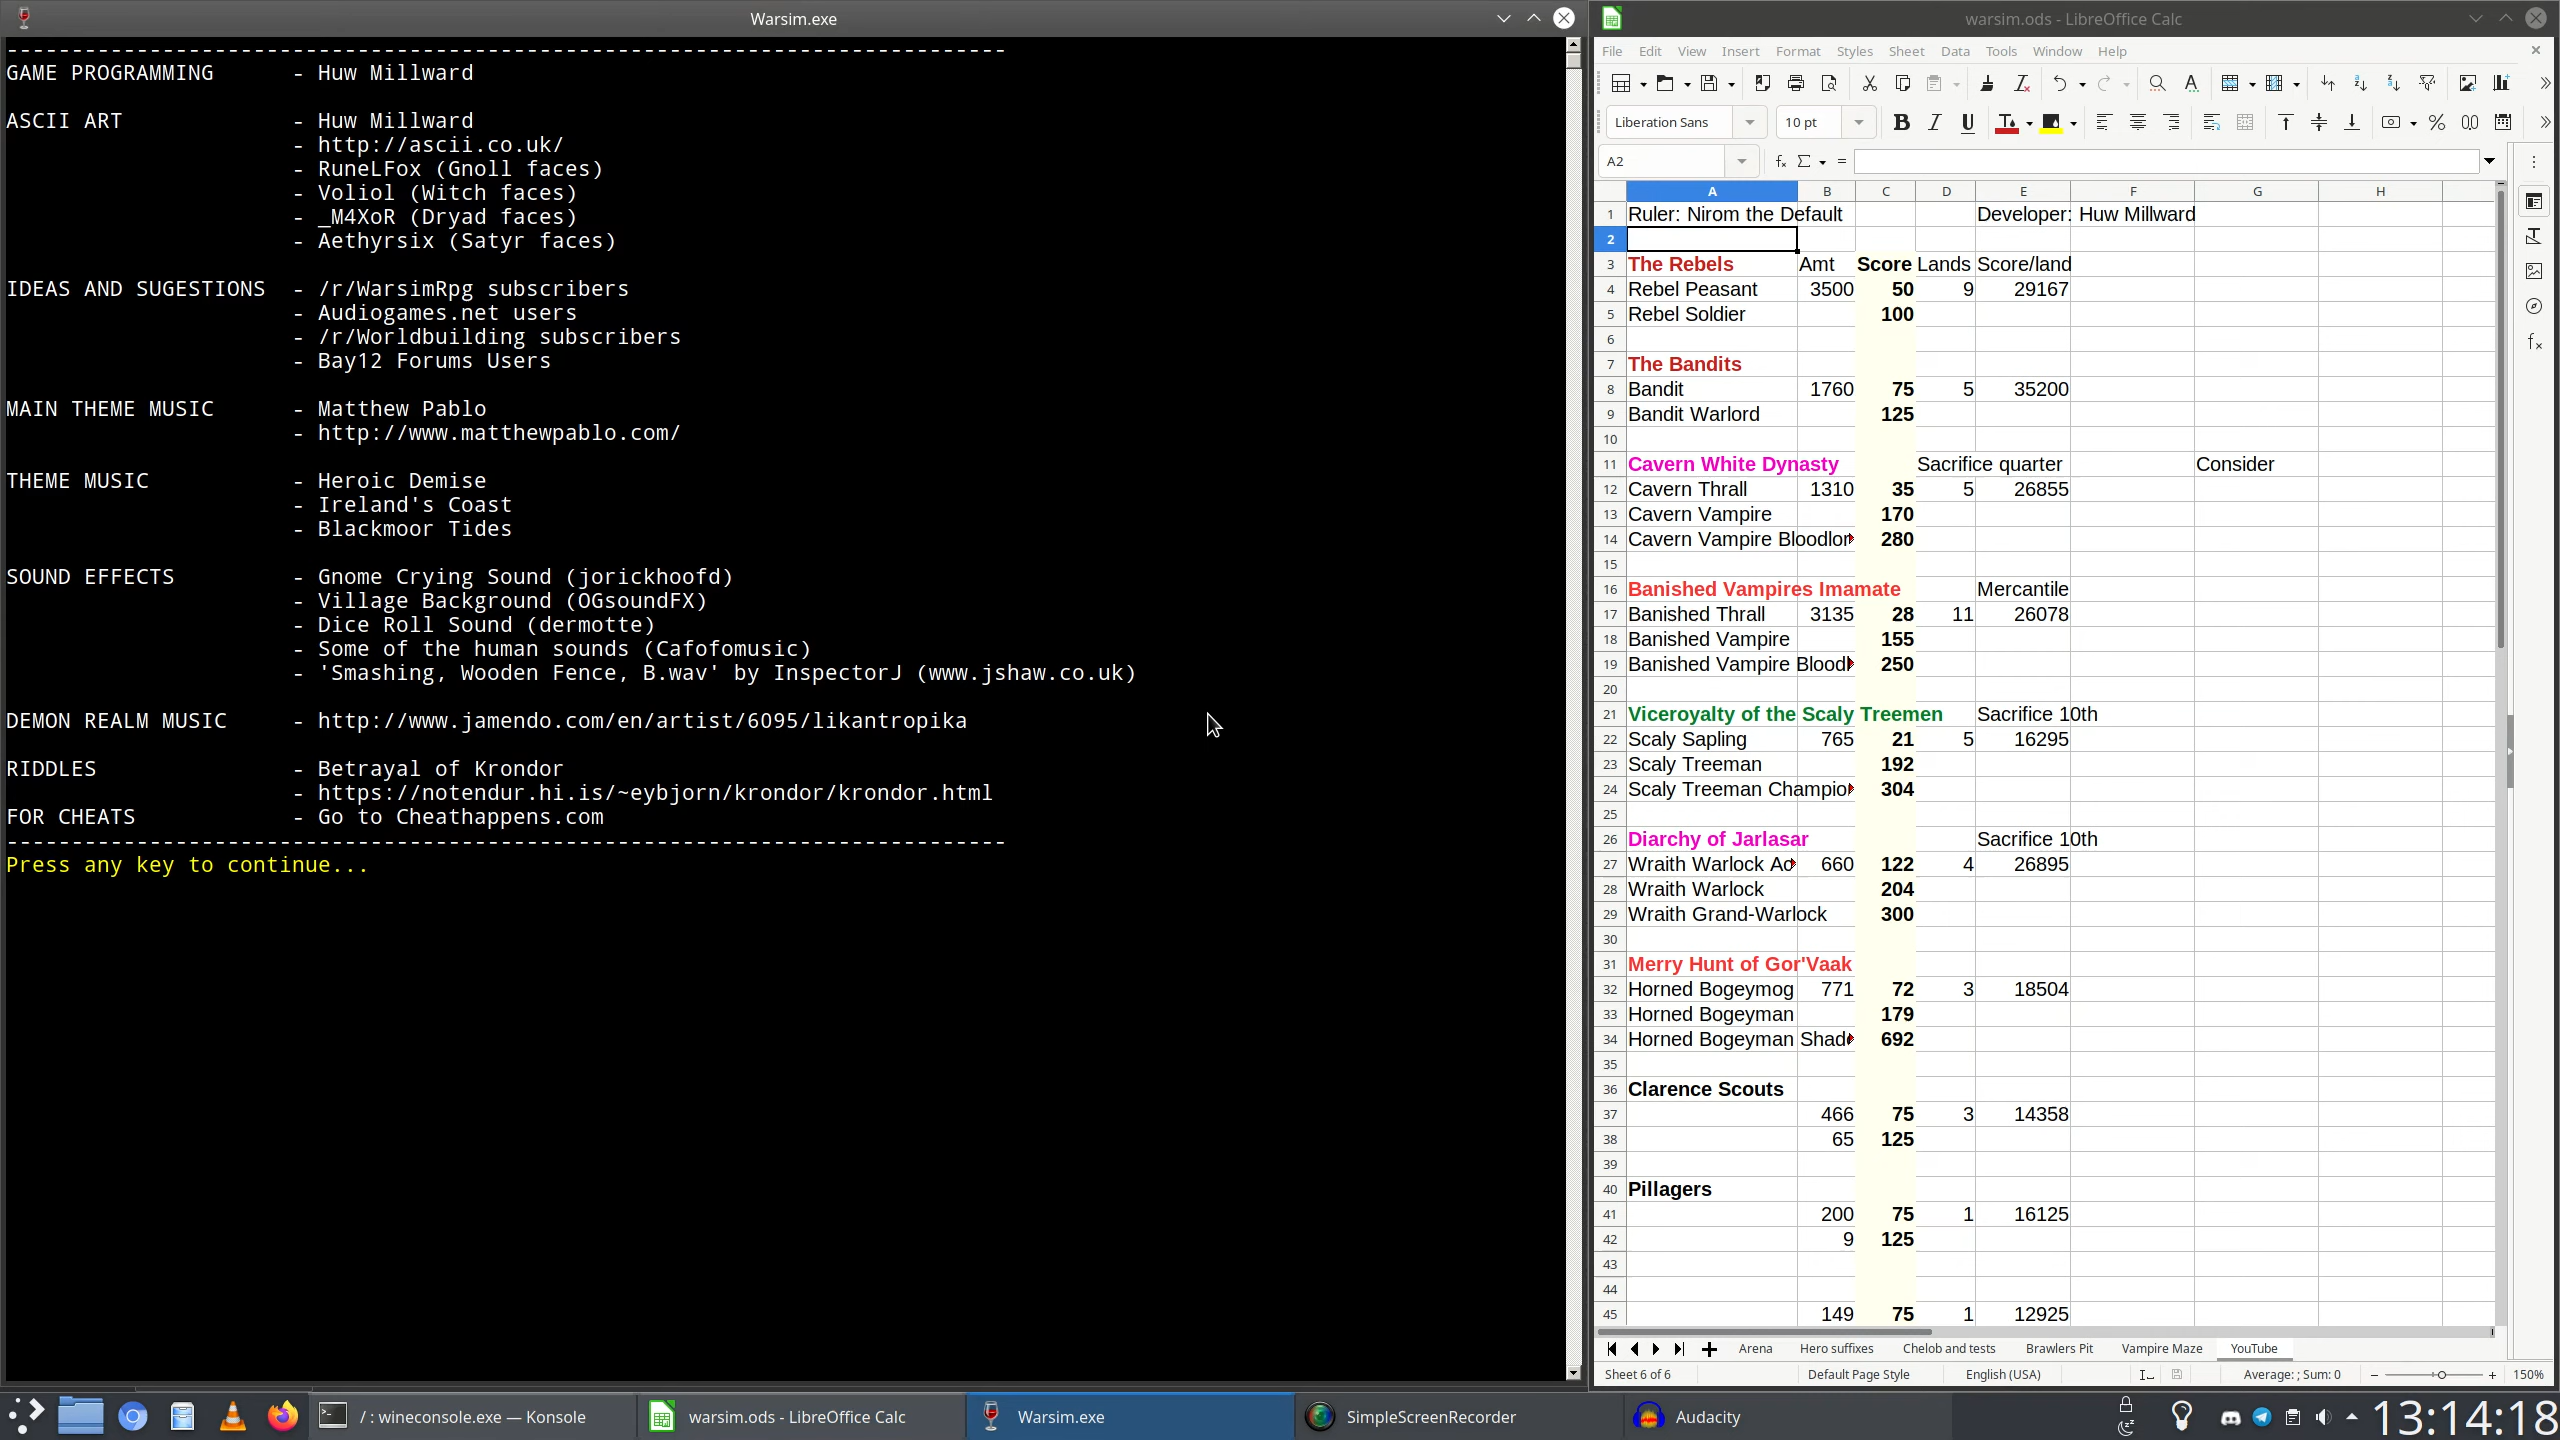 Warsim.exe
GAME PROGRAMMING - Huw Millward
ASCII ART - Huw Millward
- http://ascii.co.uk/
- RuneLFox (Gnoll faces)
- Voliol (Witch faces)
- _M4XoR (Dryad faces)
- Aethyrsix (Satyr faces)
IDEAS AND SUGESTIONS - /r/WarsimRpg subscribers
- Audiogames.net users
- /r/Worldbuilding subscribers
- Bay12 Forums Users
MAIN THEME MUSIC - Matthew Pablo
- http://www.matthewpablo.com/
THEME MUSIC - Heroic Demise
- Ireland's Coast
- Blackmoor Tides
SOUND EFFECTS - Gnome Crying Sound (jorickhoofd)
- Village Background (OGsoundFX)
- Dice Roll Sound (dermotte)
- Some of the human sounds (Cafofomusic)
- 'Smashing, Wooden Fence, B.wav' by InspectorJ (www.jshaw.co.uk)
DEMON REALM MUSIC - http://www.jamendo.com/en/artist/6095/likantropika
RIDDLES - Betrayal of Krondor
- https://notendur.hi.is/~eybjorn/krondor/krondor.html
FOR CHEATS - Go to Cheathappens.com
Press any key to continue...
warsim.ods - LibreOffice Calc
File Edit View Insert Format Styles Sheet Data Tools Window Help
Liberation Sans 10 pt
A2
A B C D E F G H
1 Ruler: Nirom the Default Developer: Huw Millward
2
3 The Rebels Amt Score Lands Score/land
4 Rebel Peasant 3500 50 9 29167
5 Rebel Soldier 100
6
7 The Bandits
8 Bandit 1760 75 5 35200
9 Bandit Warlord 125
10
11 Cavern White Dynasty Sacrifice quarter Consider
12 Cavern Thrall 1310 35 5 26855
13 Cavern Vampire 170
14 Cavern Vampire Bloodlor 280
15
16 Banished Vampires Imamate Mercantile
17 Banished Thrall 3135 28 11 26078
18 Banished Vampire 155
19 Banished Vampire Bloodl 250
20
21 Viceroyalty of the Scaly Treemen Sacrifice 10th
22 Scaly Sapling 765 21 5 16295
23 Scaly Treeman 192
24 Scaly Treeman Champio 304
25
26 Diarchy of Jarlasar Sacrifice 10th
27 Wraith Warlock Ac 660 122 4 26895
28 Wraith Warlock 204
29 Wraith Grand-Warlock 300
30
31 Merry Hunt of Gor'Vaak
32 Horned Bogeymog 771 72 3 18504
33 Horned Bogeyman 179
34 Horned Bogeyman Shad 692
35
36 Clarence Scouts
37 466 75 3 14358
38 65 125
39
40 Pillagers
41 200 75 1 16125
42 9 125
43
44
45 149 75 1 12925
Arena Hero suffixes Chelob and tests Brawlers Pit Vampire Maze YouTube
Sheet 6 of 6 Default Page Style English (USA) Average: ; Sum: 0 150%
/ : wineconsole.exe — Konsole
warsim.ods - LibreOffice Calc
Warsim.exe
SimpleScreenRecorder
Audacity
13:14:18